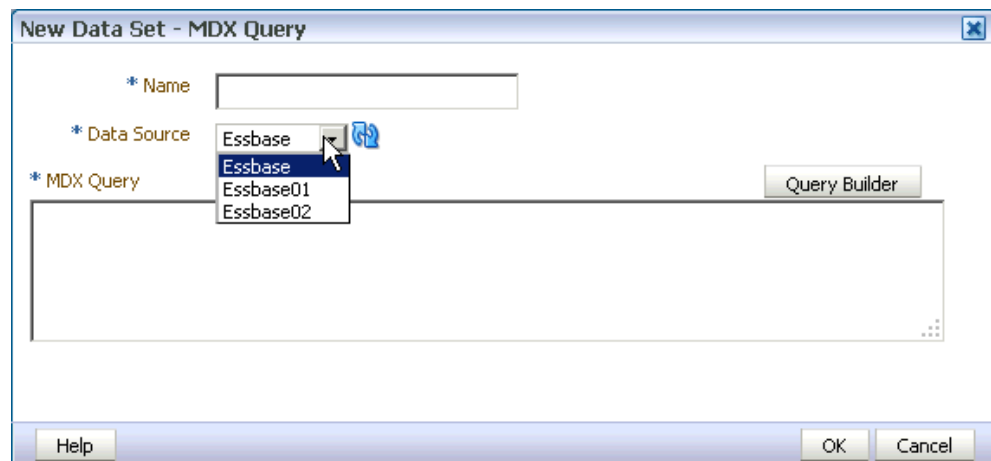 New Data Set - MDX Query
* Name
* Data Source Essbase
Essbase
* MDX Query Query Builder
Essbase01
Essbase02
Help OK Cancel